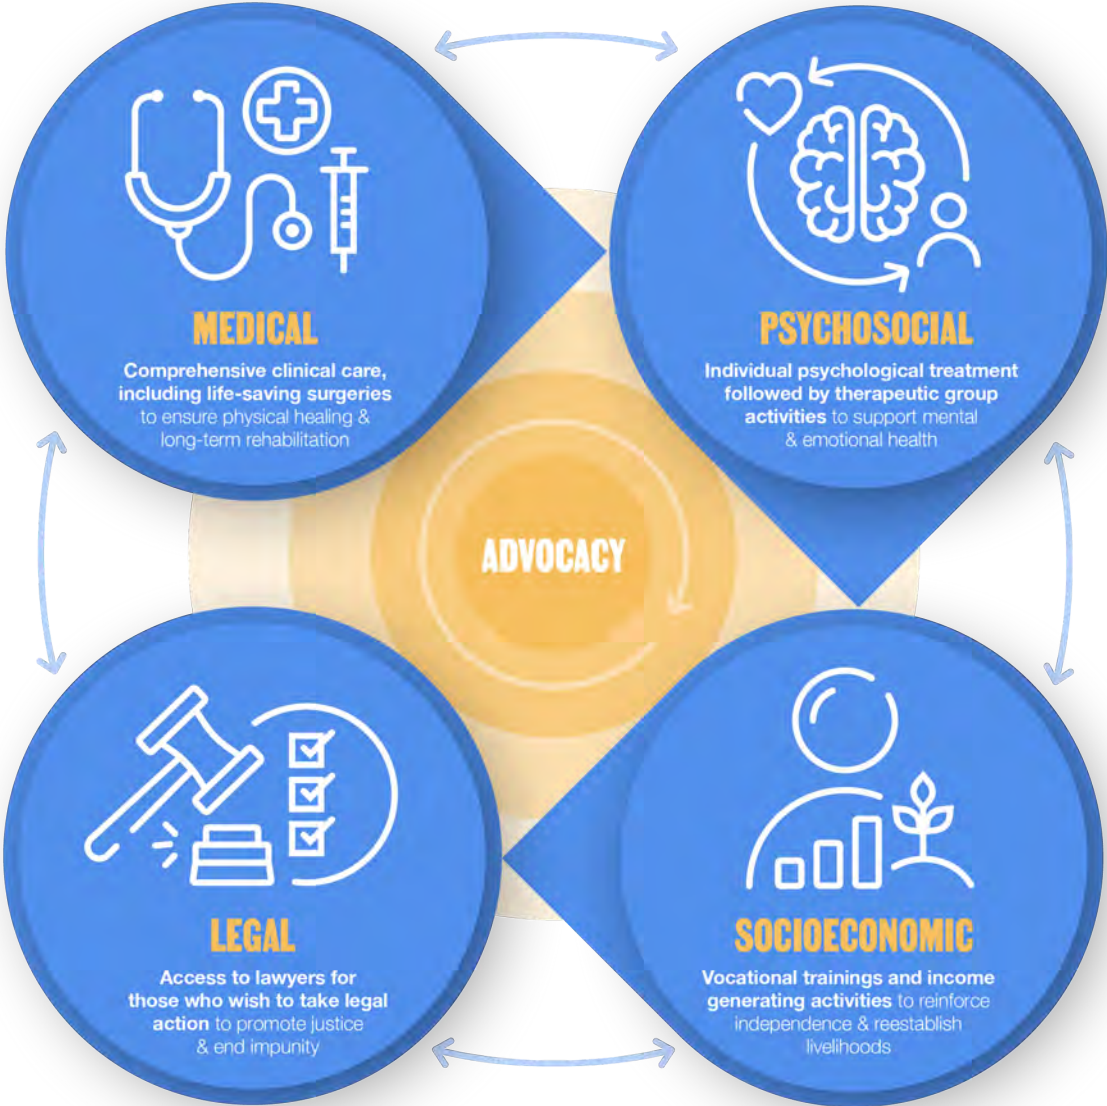 MEDICAL
Comprehensive clinical care,
including life-saving surgeries
to ensure physical healing &
long-term rehabilitation
PSYCHOSOCIAL
Individual psychological treatment
followed by therapeutic group
activities to support mental
& emotional health
ADVOCACY
LEGAL
Access to lawyers for
those who wish to take legal
action to promote justice
& end impunity
SOCIOECONOMIC
Vocational trainings and income
generating activities to reinforce
independence & reestablish
livelihoods